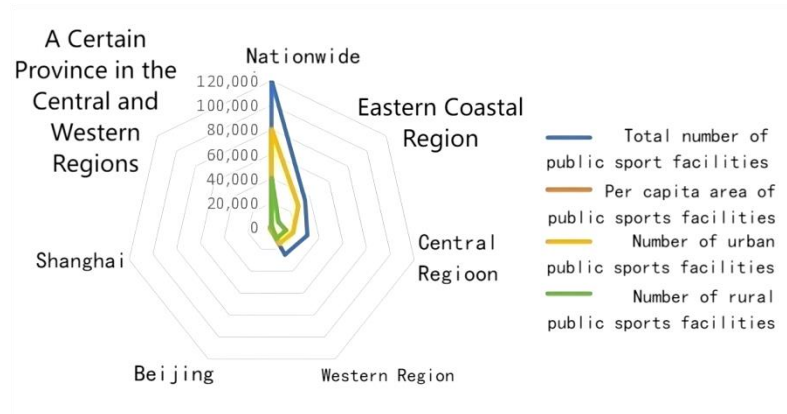 A Certain
Province in the
Central and
Western
Regions
Nationwide
Eastern Coastal
Region
Central
Regioon
Western Region
Beijing
Shanghai
120,000
100,000
80,000
60,000
40,000
20,000
0
Total number of
public sport facilities
Per capita area of
public sports facilities
Number of urban
public sports facilities
Number of rural
public sports facilities